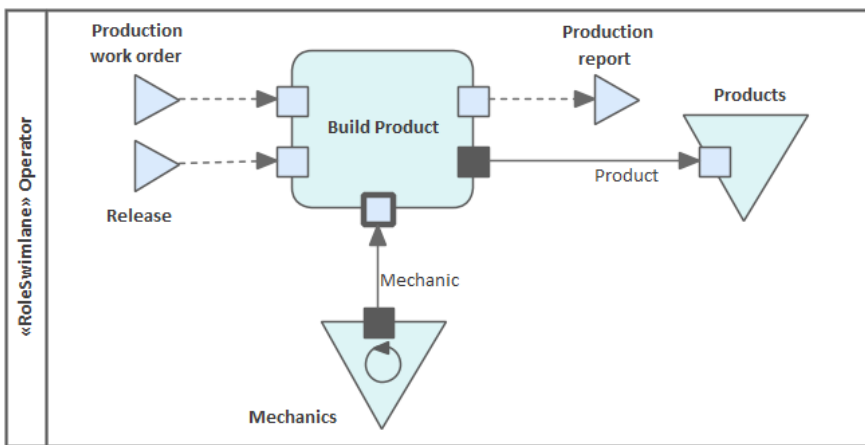 «RoleSwimlane» Operator
Production
work order
Release
Build Product
Production
report
Products
Product
Mechanic
Mechanics